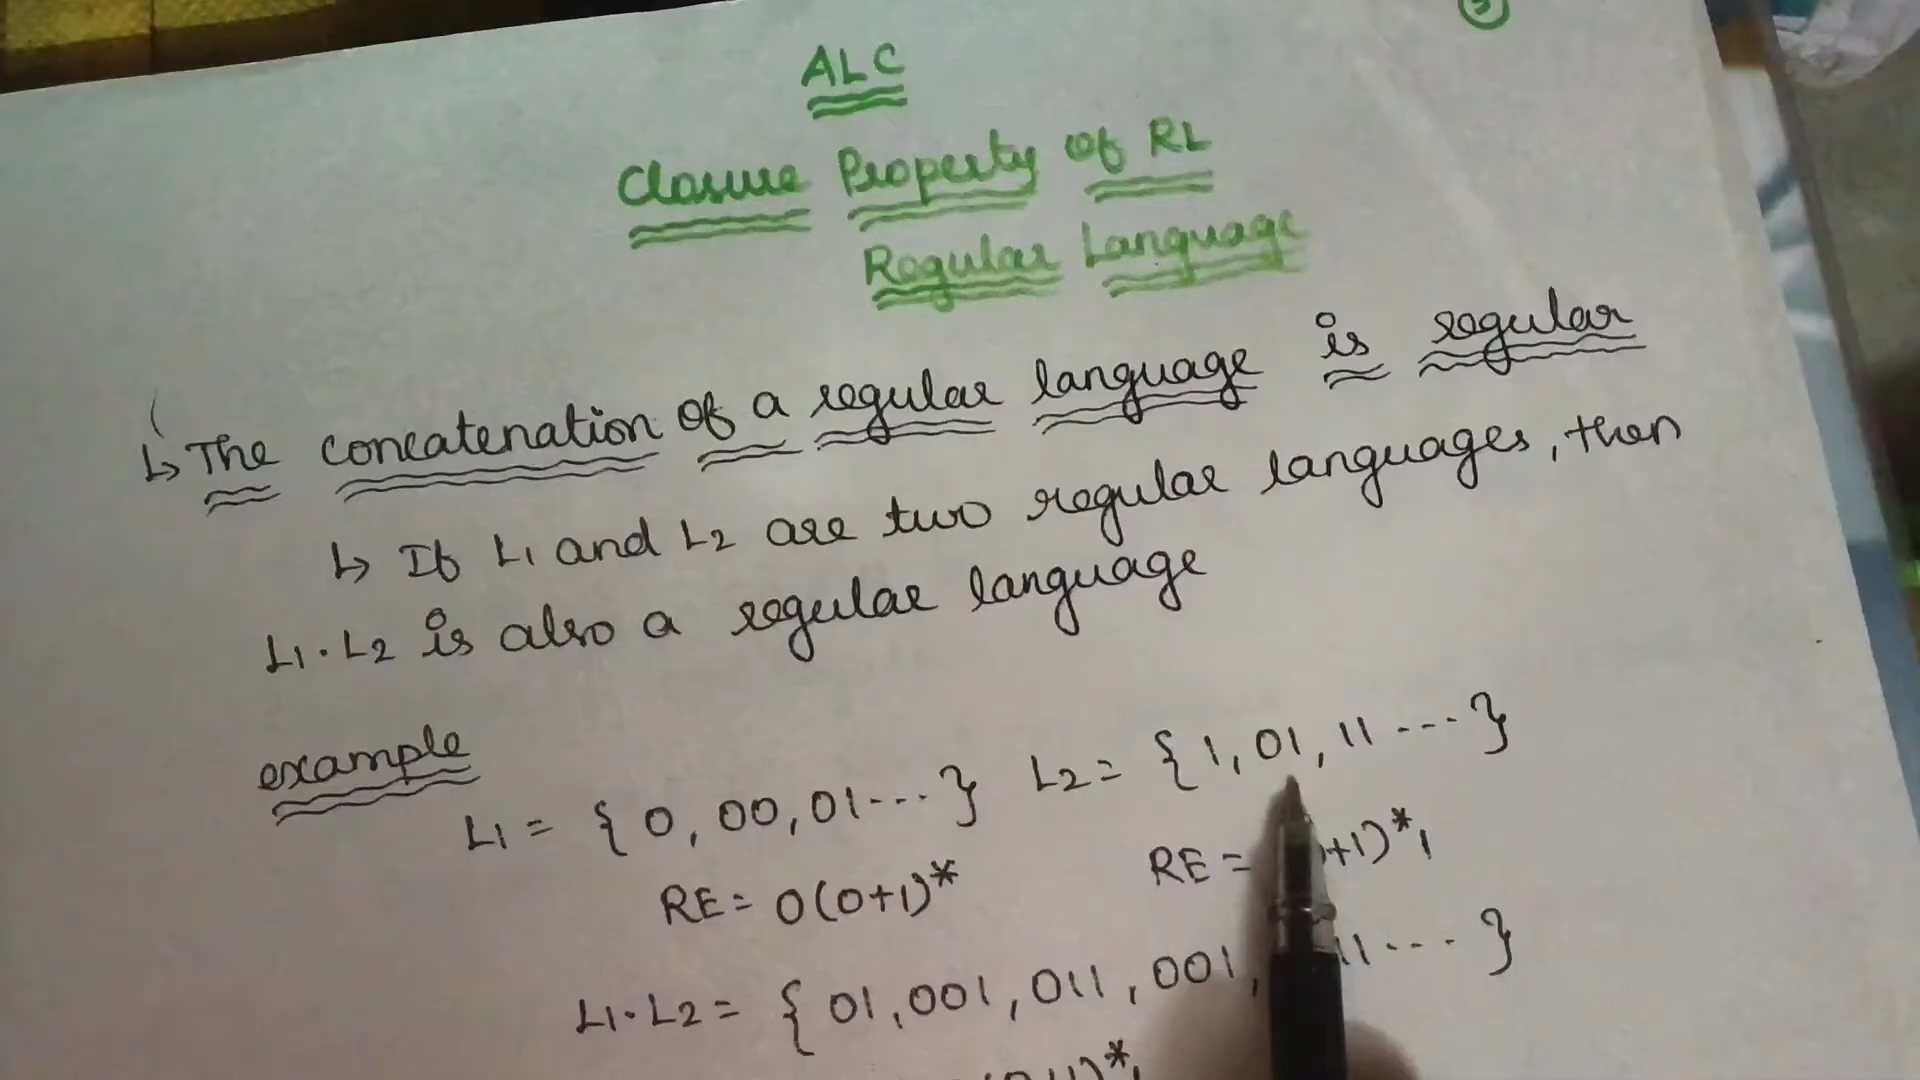 ALC
Closure Property of RL
Regular Language
↳ The concatenation of a regular language is regular
↳ If L1 and L2 are two regular languages, then
L1.L2 is also a regular language
example
L1 = { 0, 00, 01--- } L2 = { 1, 01, 11 --- }
RE = 0(0+1)* RE = +1)*1
L1.L2 = { 01, 001, 011, 001, 11 --- }